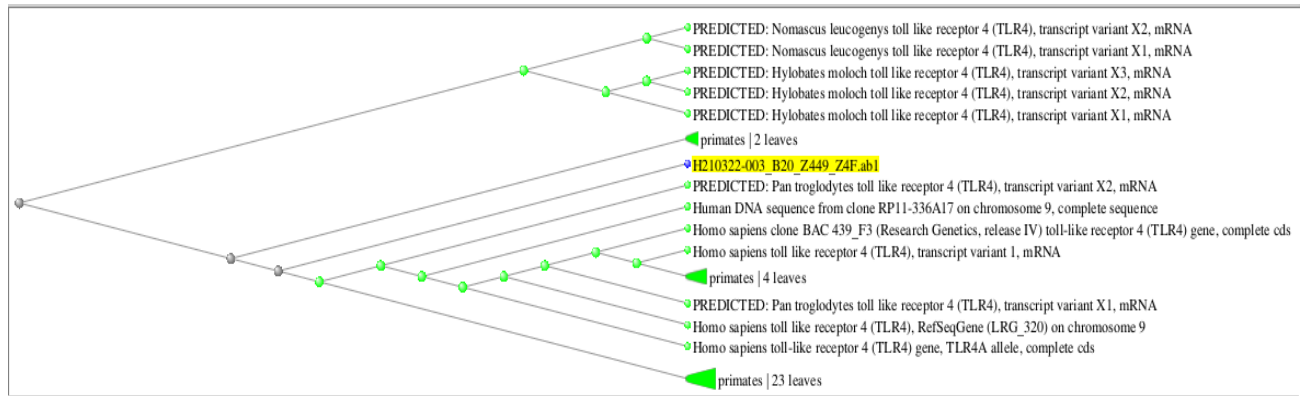 PREDICTED: Nomascus leucogenys toll like receptor 4 (TLR4), transcript variant X2, mRNA
PREDICTED: Nomascus leucogenys toll like receptor 4 (TLR4), transcript variant X1, mRNA
PREDICTED: Hylobates moloch toll like receptor 4 (TLR4), transcript variant X3, mRNA
PREDICTED: Hylobates moloch toll like receptor 4 (TLR4), transcript variant X2, mRNA
PREDICTED: Hylobates moloch toll like receptor 4 (TLR4), transcript variant X1, mRNA
primates | 2 leaves
H210322-003_B20_Z449_Z4F.ab1
PREDICTED: Pan troglodytes toll like receptor 4 (TLR4), transcript variant X2, mRNA
Human DNA sequence from clone RP11-336A17 on chromosome 9, complete sequence
Homo sapiens clone BAC 439_F3 (Research Genetics, release IV) toll-like receptor 4 (TLR4) gene, complete cds
Homo sapiens toll like receptor 4 (TLR4), transcript variant 1, mRNA
primates | 4 leaves
PREDICTED: Pan troglodytes toll like receptor 4 (TLR4), transcript variant X1, mRNA
Homo sapiens toll like receptor 4 (TLR4), RefSeqGene (LRG_320) on chromosome 9
Homo sapiens toll-like receptor 4 (TLR4) gene, TLR4A allele, complete cds
primates | 23 leaves